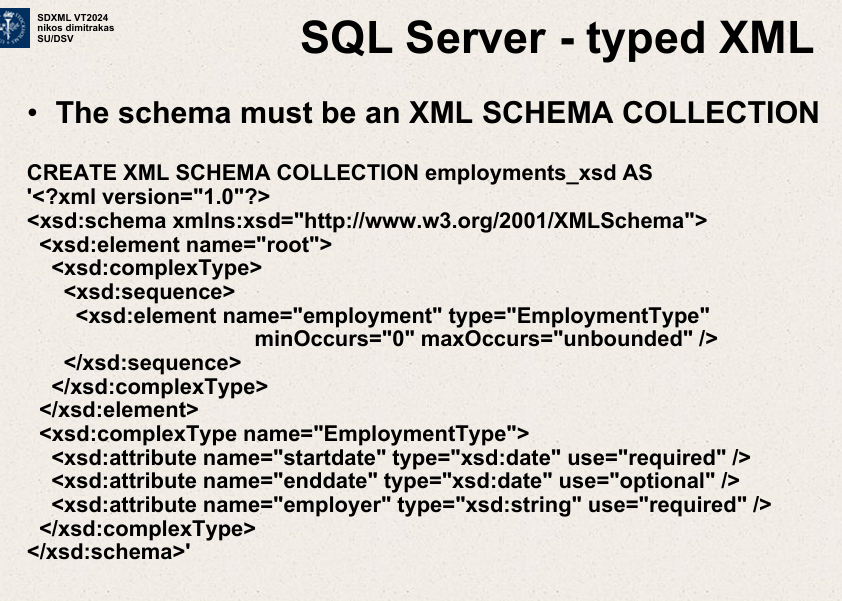 SDXML VT2024
nikos dimitrakas
SU/DSV
SQL Server - typed XML
• The schema must be an XML SCHEMA COLLECTION
CREATE XML SCHEMA COLLECTION employments_xsd AS
'<?xml version="1.0"?>
<xsd:schema xmlns:xsd="http://www.w3.org/2001/XMLSchema">
<xsd:element name="root">
<xsd:complexType>
<xsd:sequence>
<xsd:element name="employment" type="EmploymentType"
minOccurs="0" maxOccurs="unbounded" />
</xsd:sequence>
</xsd:complexType>
</xsd:element>
<xsd:complexType name="EmploymentType">
<xsd:attribute name="startdate" type="xsd:date" use="required" />
<xsd:attribute name="enddate" type="xsd:date" use="optional" />
<xsd:attribute name="employer" type="xsd:string" use="required" />
</xsd:complexType>
</xsd:schema>'